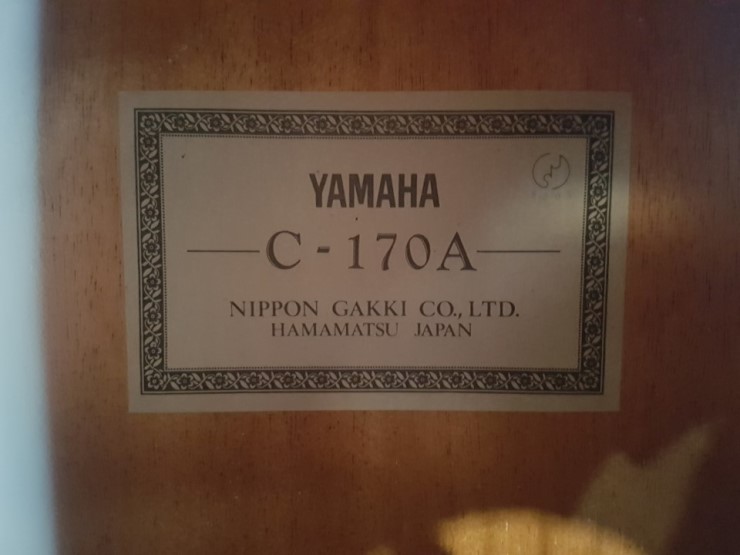 YAMAHA
C-170A
NIPPON GAKKI CO., LTD.
HAMAMATSU JAPAN